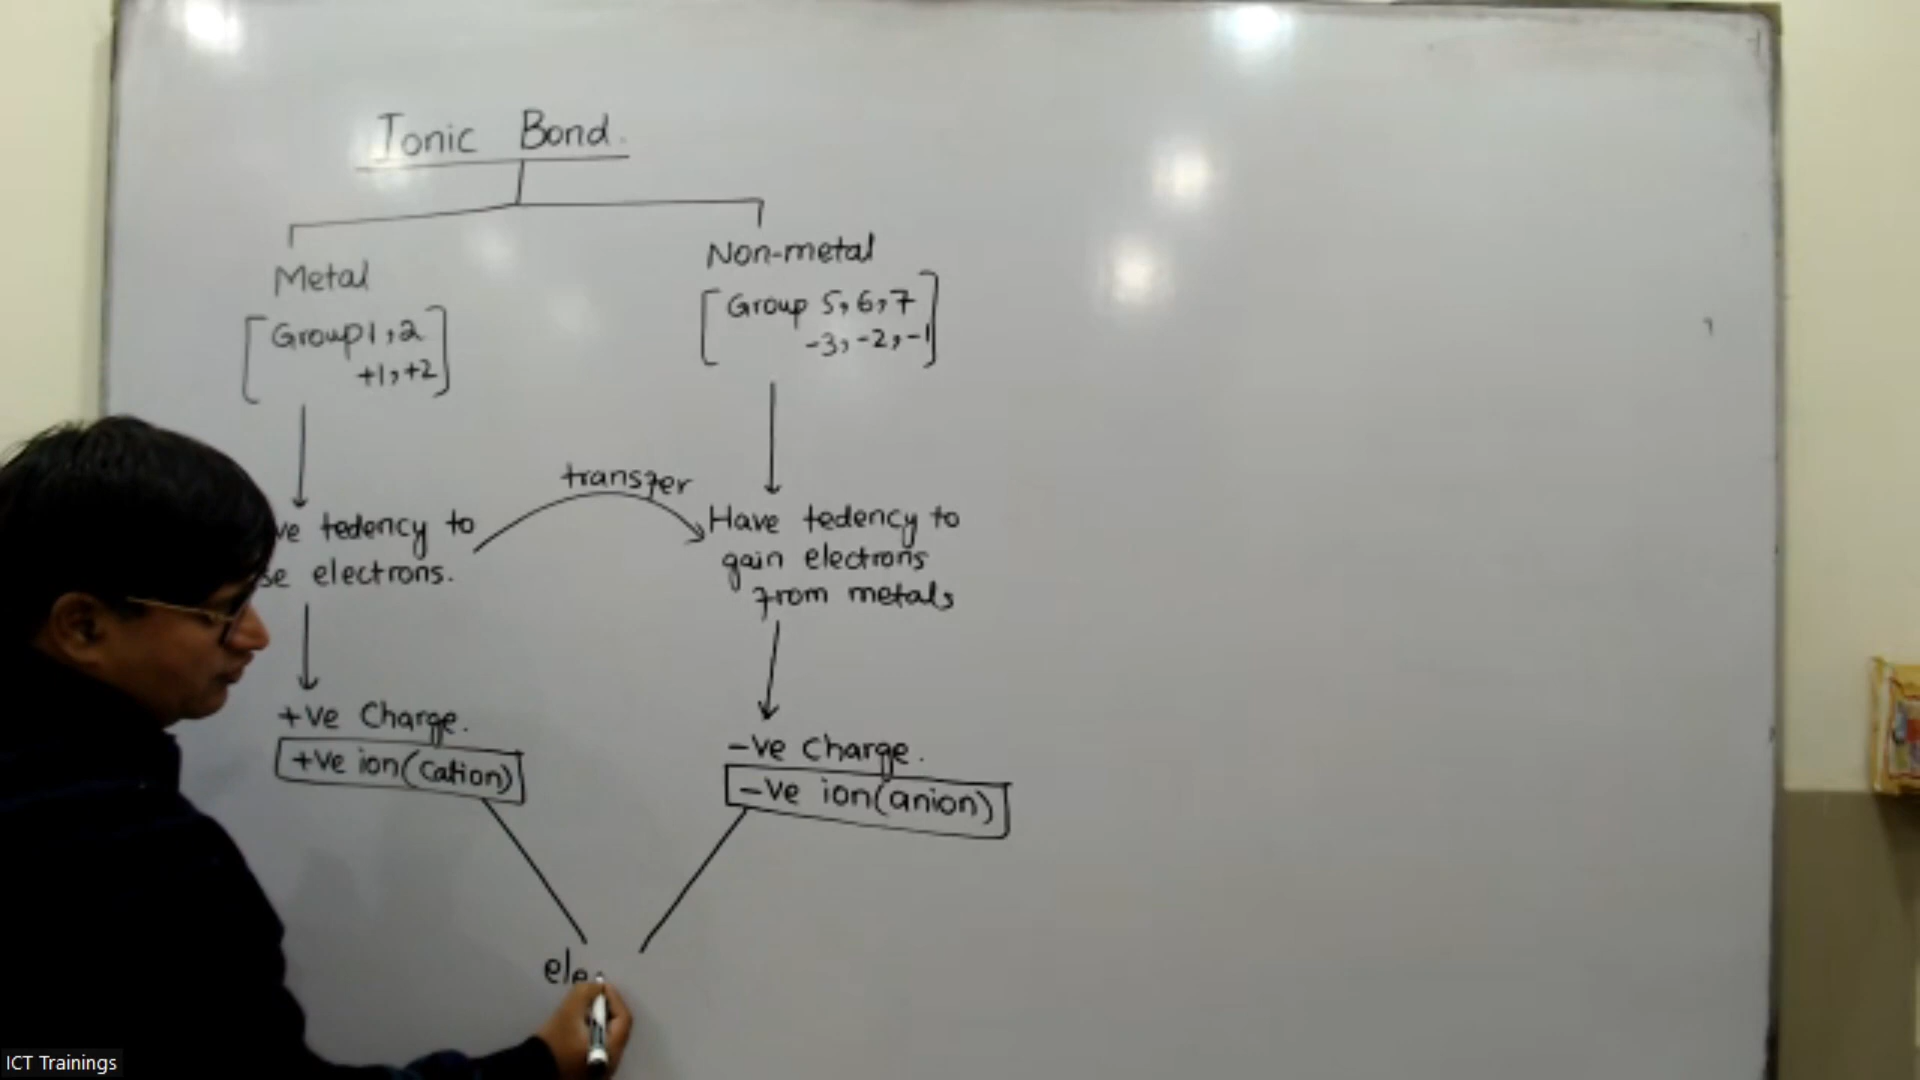 Ionic Bond.
Metal
Non-metal
[Group 1, 2
+1, +2]
[Group 5, 6, 7
-3, -2, -1]
transfer
ve tedency to
se electrons.
Have tedency to
gain electrons
from metals
+ve Charge.
+ve ion (Cation)
-ve Charge.
-ve ion (anion)
ele
ICT Trainings